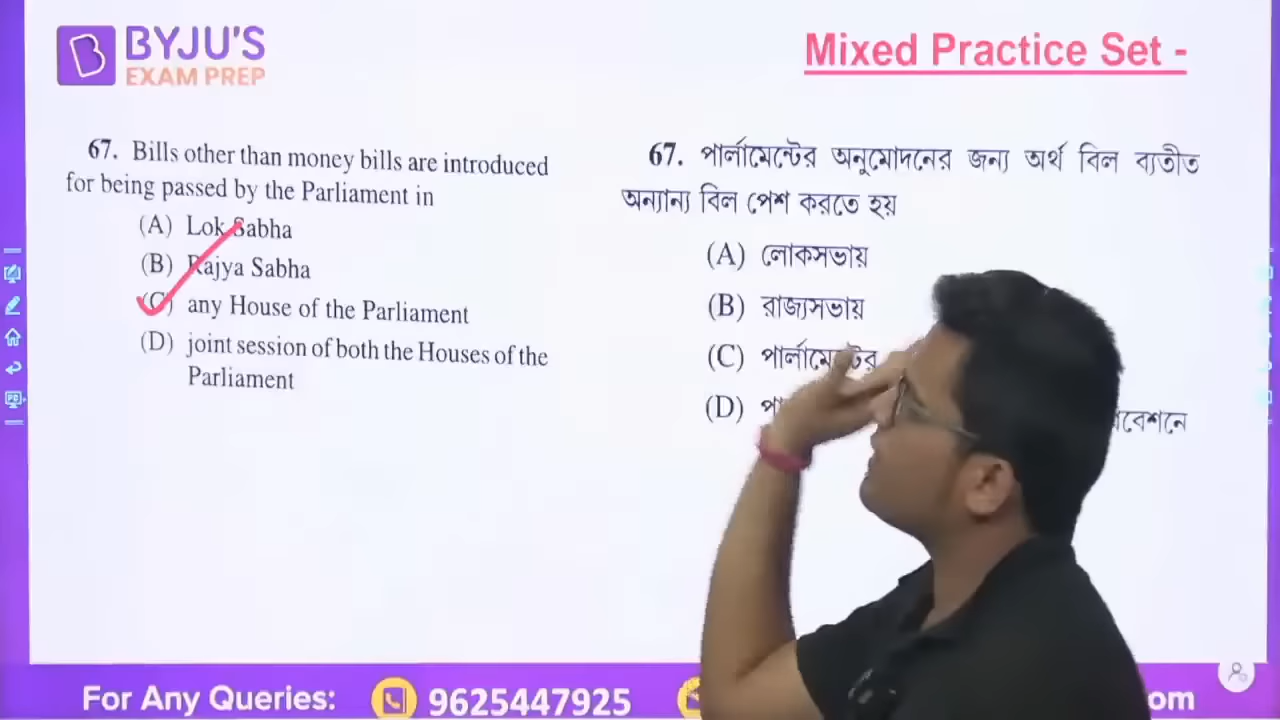 BYJU'S
EXAM PREP
Mixed Practice Set -
67. Bills other than money bills are introduced
for being passed by the Parliament in
(A) Lok Sabha
(B) Rajya Sabha
(C) any House of the Parliament
(D) joint session of both the Houses of the
Parliament
67. পার্লামেন্টের অনুমোদনের জন্য অর্থ বিল ব্যতীত
অন্যান্য বিল পেশ করতে হয়
(A) লোকসভায়
(B) রাজ্যসভায়
(C) পার্লামেন্টের
(D)
For Any Queries:
9625447925